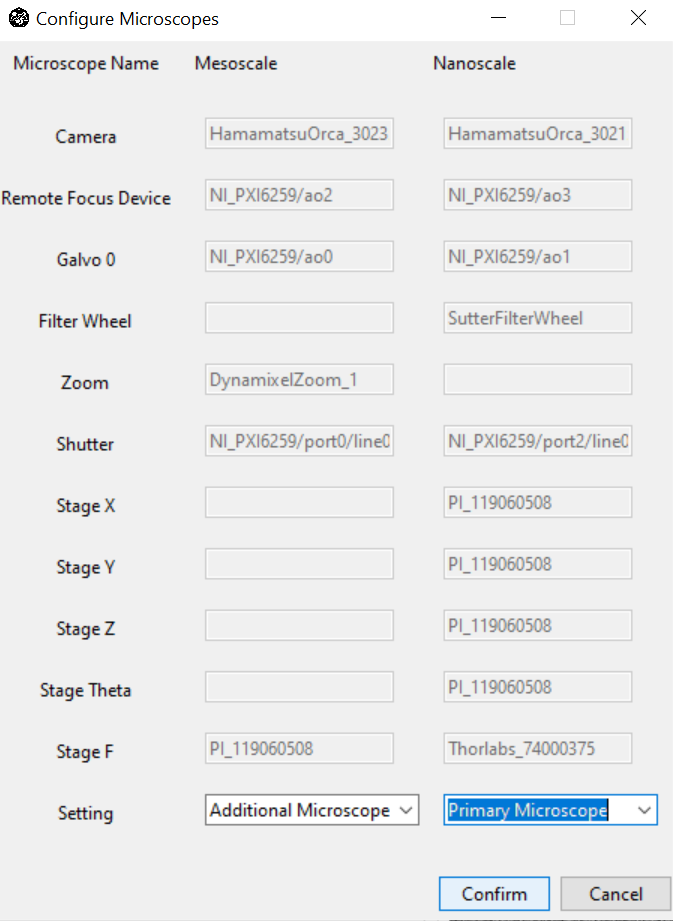 Configure Microscopes
Microscope Name Mesoscale Nanoscale
Camera HamamatsuOrca_3023 HamamatsuOrca_3021
Remote Focus Device NI_PXI6259/ao2 NI_PXI6259/ao3
Galvo 0 NI_PXI6259/ao0 NI_PXI6259/ao1
Filter Wheel SutterFilterWheel
Zoom DynamixelZoom_1
Shutter NI_PXI6259/port0/line0 NI_PXI6259/port2/line0
Stage X PI_119060508
Stage Y PI_119060508
Stage Z PI_119060508
Stage Theta PI_119060508
Stage F PI_119060508 Thorlabs_74000375
Setting Additional Microscope Primary Microscope
Confirm Cancel